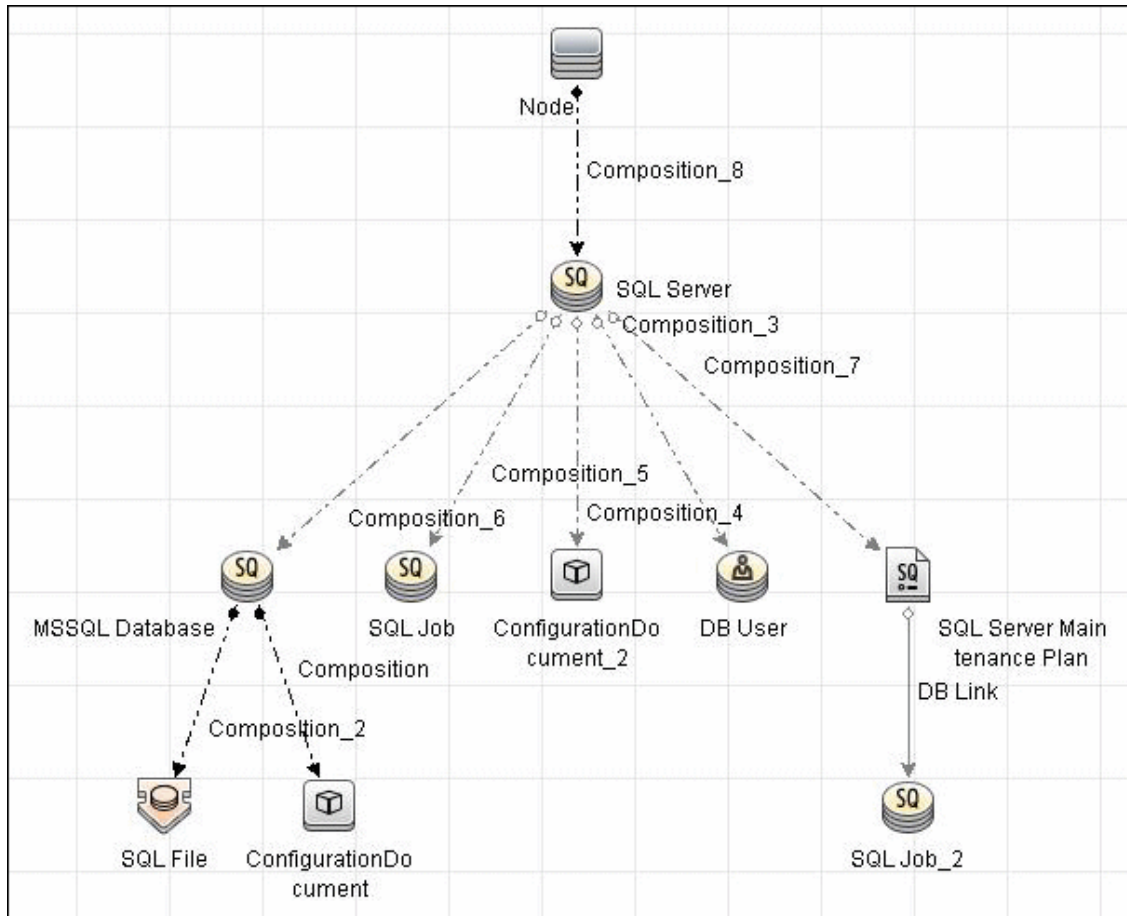 Node
Composition_8
SQ
SQL Server
Composition_3
Composition_7
Composition_5
Composition_6
Composition_4
SQ
SQ
SQ
MSSQL Database
SQL Job
ConfigurationDo
cument_2
DB User
SQL Server Main
tenance Plan
Composition
DB Link
Composition_2
SQ
SQL File
ConfigurationDo
cument
SQL Job_2